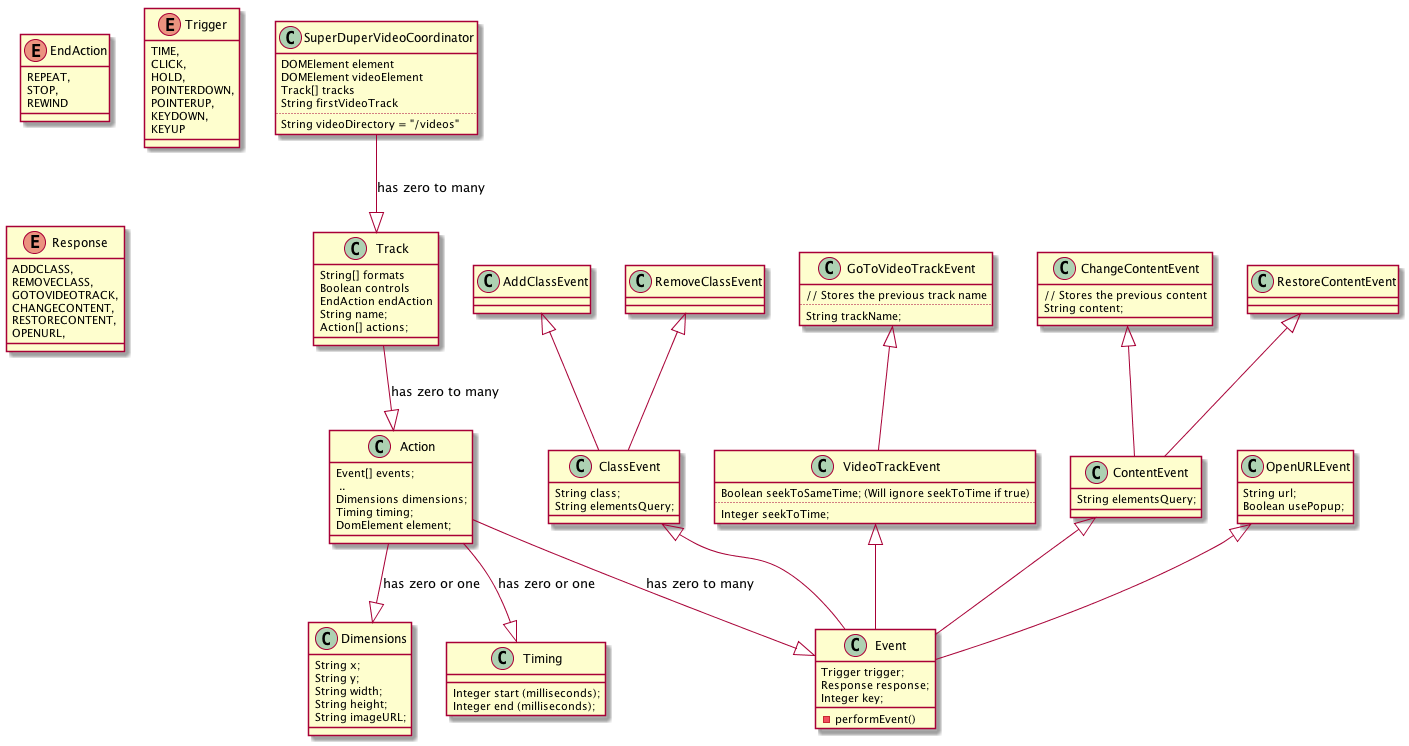 E EndAction
REPEAT,
STOP,
REWIND
E Trigger
TIME,
CLICK,
HOLD,
POINTERDOWN,
POINTERUP,
KEYDOWN,
KEYUP
C SuperDuperVideoCoordinator
DOMElement element
DOMElement videoElement
Track[] tracks
String firstVideoTrack
String videoDirectory = "/videos"
has zero to many
E Response
ADDCLASS,
REMOVECLASS,
GOTOVIDEOTRACK,
CHANGECONTENT,
RESTORECONTENT,
OPENURL,
C Track
String[] formats
Boolean controls
EndAction endAction
String name;
Action[] actions;
C AddClassEvent
C RemoveClassEvent
C GoToVideoTrackEvent
// Stores the previous track name
String trackName;
C ChangeContentEvent
// Stores the previous content
String content;
C RestoreContentEvent
has zero to many
C Action
Event[] events;
..
Dimensions dimensions;
Timing timing;
DomElement element;
C ClassEvent
String class;
String elementsQuery;
C VideoTrackEvent
Boolean seekToSameTime; (Will ignore seekToTime if true)
Integer seekToTime;
C ContentEvent
String elementsQuery;
C OpenURLEvent
String url;
Boolean usePopup;
has zero or one
has zero or one
has zero to many
C Dimensions
String x;
String y;
String width;
String height;
String imageURL;
C Timing
Integer start (milliseconds);
Integer end (milliseconds);
C Event
Trigger trigger;
Response response;
Integer key;
performEvent()